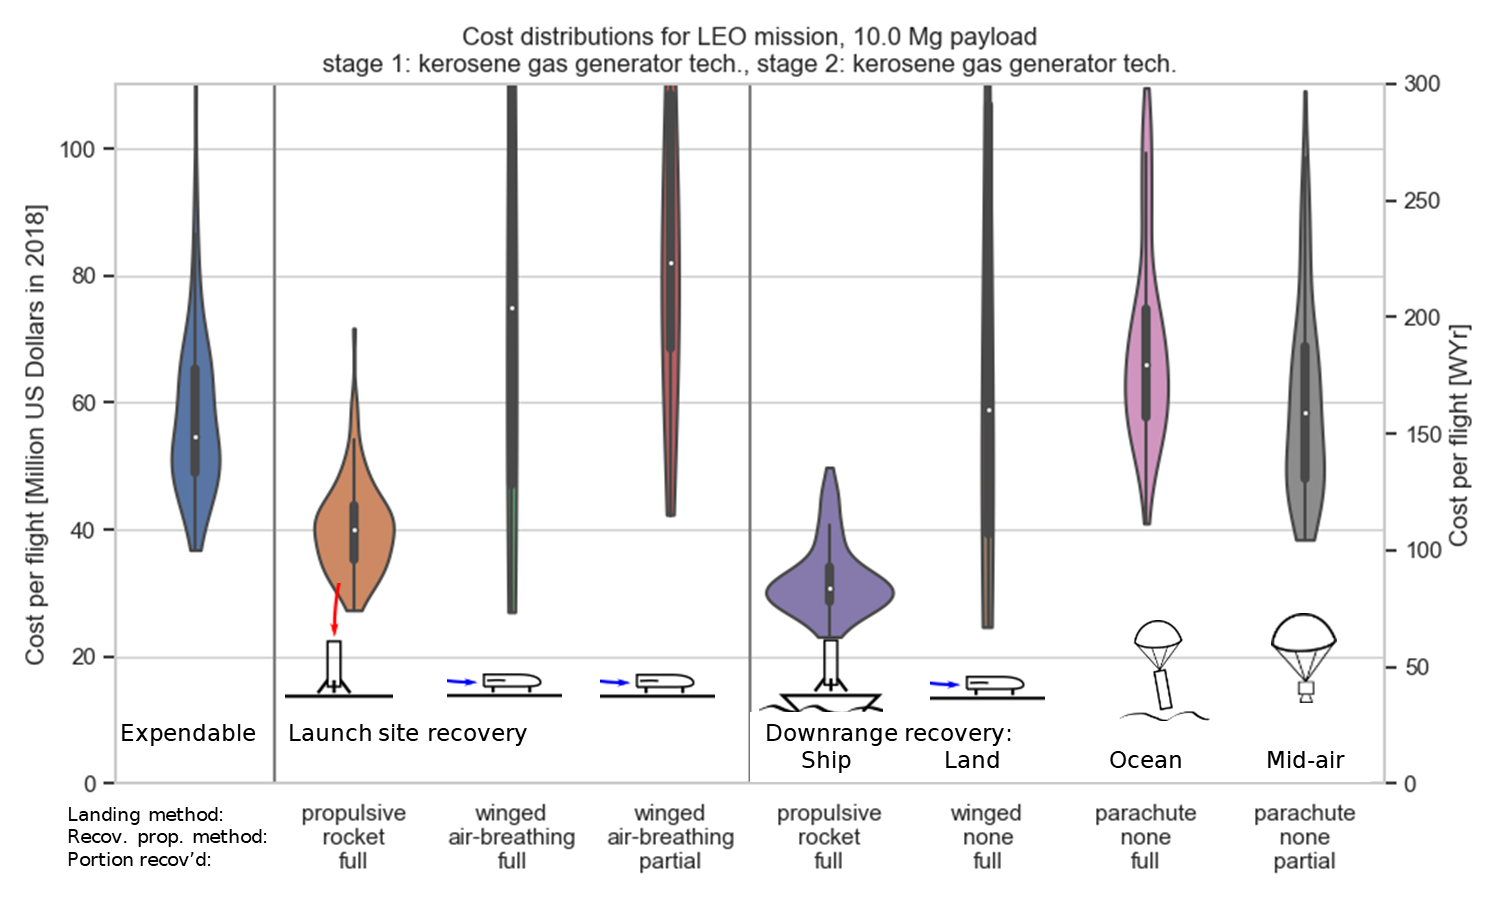 Cost distributions for LEO mission, 10.0 Mg payload
stage 1: kerosene gas generator tech., stage 2: kerosene gas generator tech.
Cost per flight [Million US Dollars in 2018]
100
80
60
40
20
0
300
250
200
150
100
50
0
Cost per flight [WYr]
Expendable
Launch site recovery
Downrange recovery:
Ship
Land
Ocean
Mid-air
Landing method:
Recov. prop. method:
Portion recov'd:
propulsive
rocket
full
winged
air-breathing
full
winged
air-breathing
partial
propulsive
rocket
full
winged
none
full
parachute
none
full
parachute
none
partial